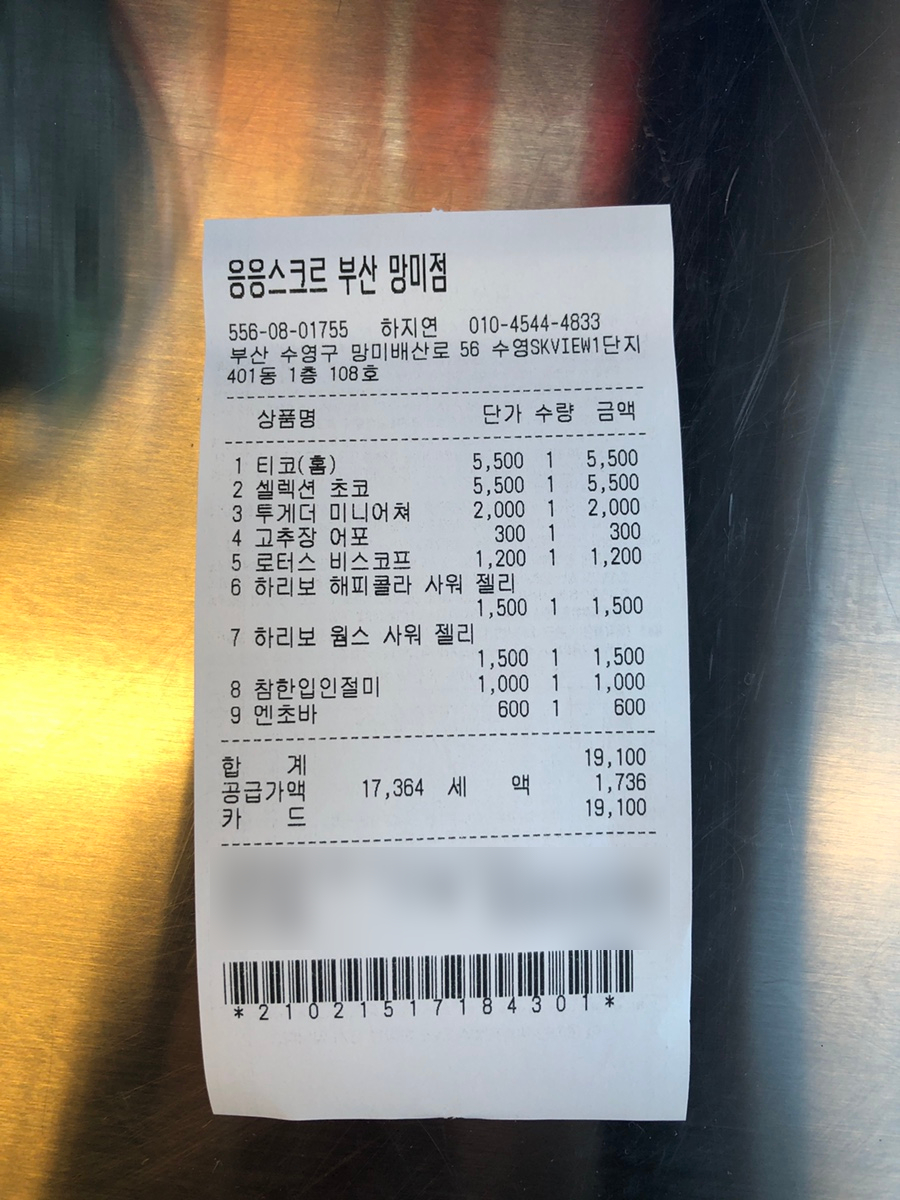 응응스크르 부산 망미점
556-08-01755 하지연 010-4544-4833
부산 수영구 망미배산로 56 수영SKVIEW1단지
401동 1층 108호
상품명 단가 수량 금액
1 티코(홈) 5,500 1 5,500
2 셀렉션 초코 5,500 1 5,500
3 투게더 미니어쳐 2,000 1 2,000
4 고추장 어포 300 1 300
5 로터스 비스코프 1,200 1 1,200
6 하리보 해피콜라 사워 젤리
1,500 1 1,500
7 하리보 웜스 사워 젤리
1,500 1 1,500
8 참한입인절미 1,000 1 1,000
9 엔초바 600 1 600
합 계 19,100
공급가액 17,364 세 액 1,736
카 드 19,100
*21021517184301*